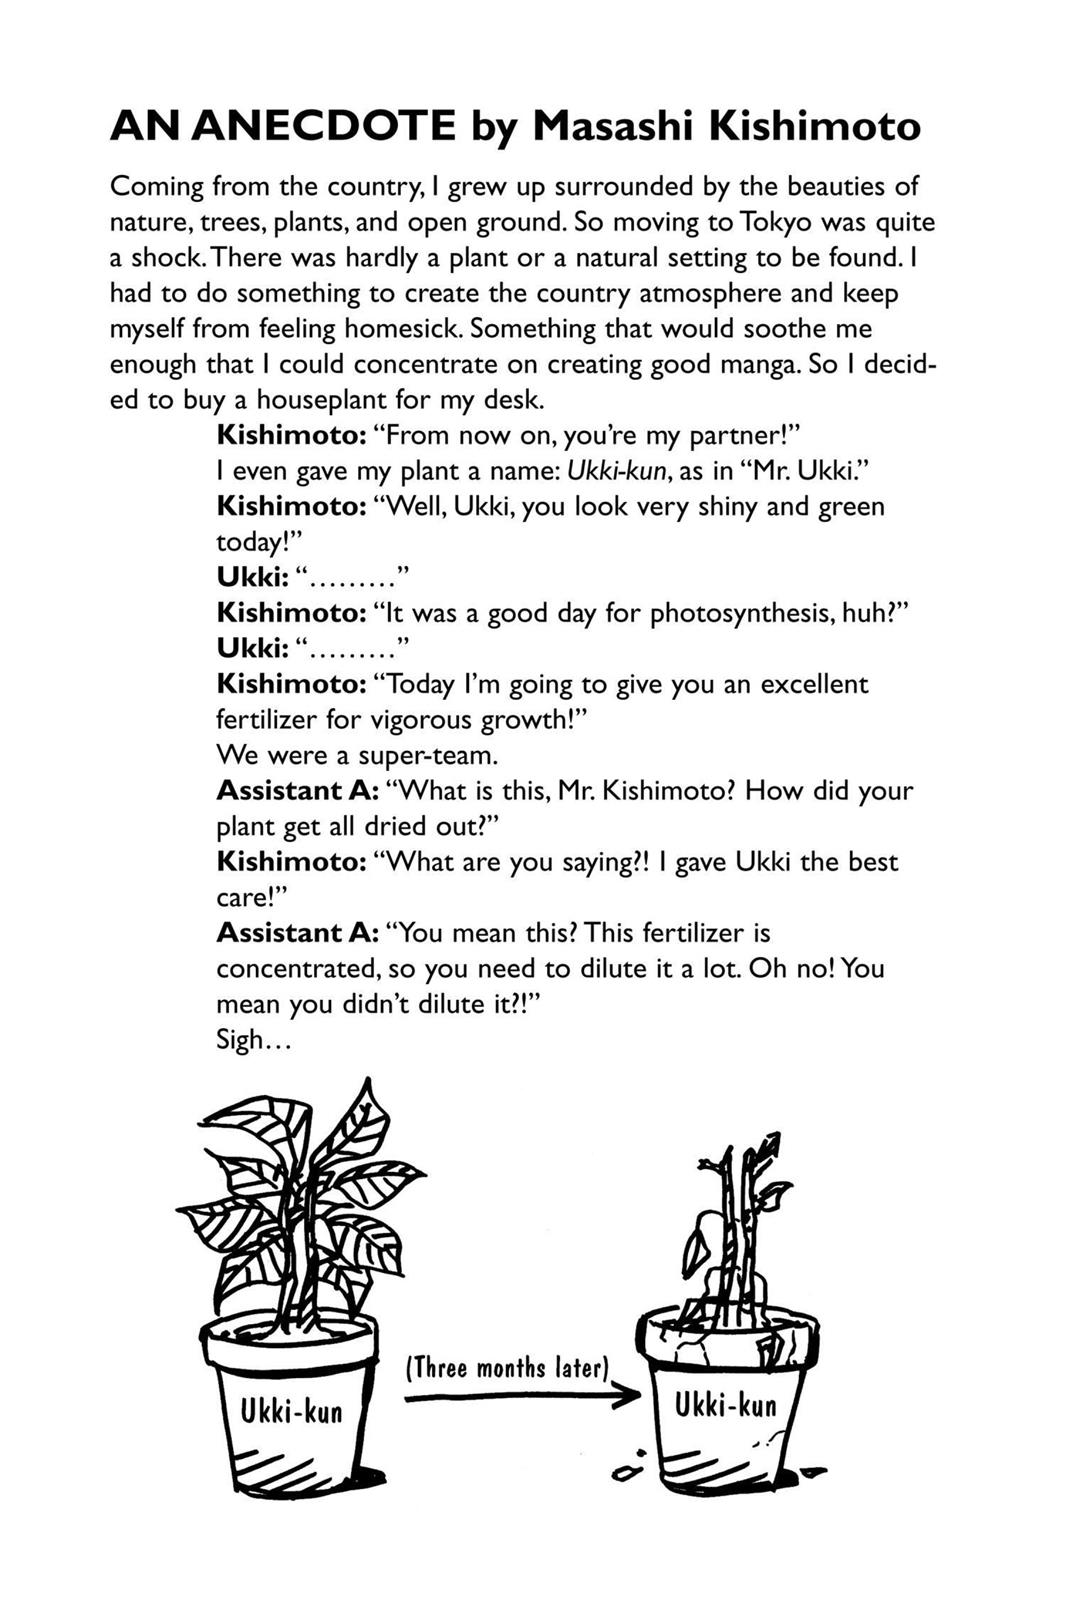 AN ANECDOTE by Masashi Kishimoto
Coming from the country, I grew up surrounded by the beauties of
nature, trees, plants, and open ground. So moving to Tokyo was quite
a shock. There was hardly a plant or a natural setting to be found. I
had to do something to create the country atmosphere and keep
myself from feeling homesick. Something that would soothe me
enough that I could concentrate on creating good manga. So I decid-
ed to buy a houseplant for my desk.
Kishimoto: “From now on, you’re my partner!”
I even gave my plant a name: Ukki-kun, as in “Mr. Ukki.”
Kishimoto: “Well, Ukki, you look very shiny and green
today!”
Ukki: “………”
Kishimoto: “It was a good day for photosynthesis, huh?”
Ukki: “………”
Kishimoto: “Today I’m going to give you an excellent
fertilizer for vigorous growth!”
We were a super-team.
Assistant A: “What is this, Mr. Kishimoto? How did your
plant get all dried out?”
Kishimoto: “What are you saying?! I gave Ukki the best
care!”
Assistant A: “You mean this? This fertilizer is
concentrated, so you need to dilute it a lot. Oh no! You
mean you didn’t dilute it?!”
Sigh…
(Three months later)
Ukki-kun
Ukki-kun